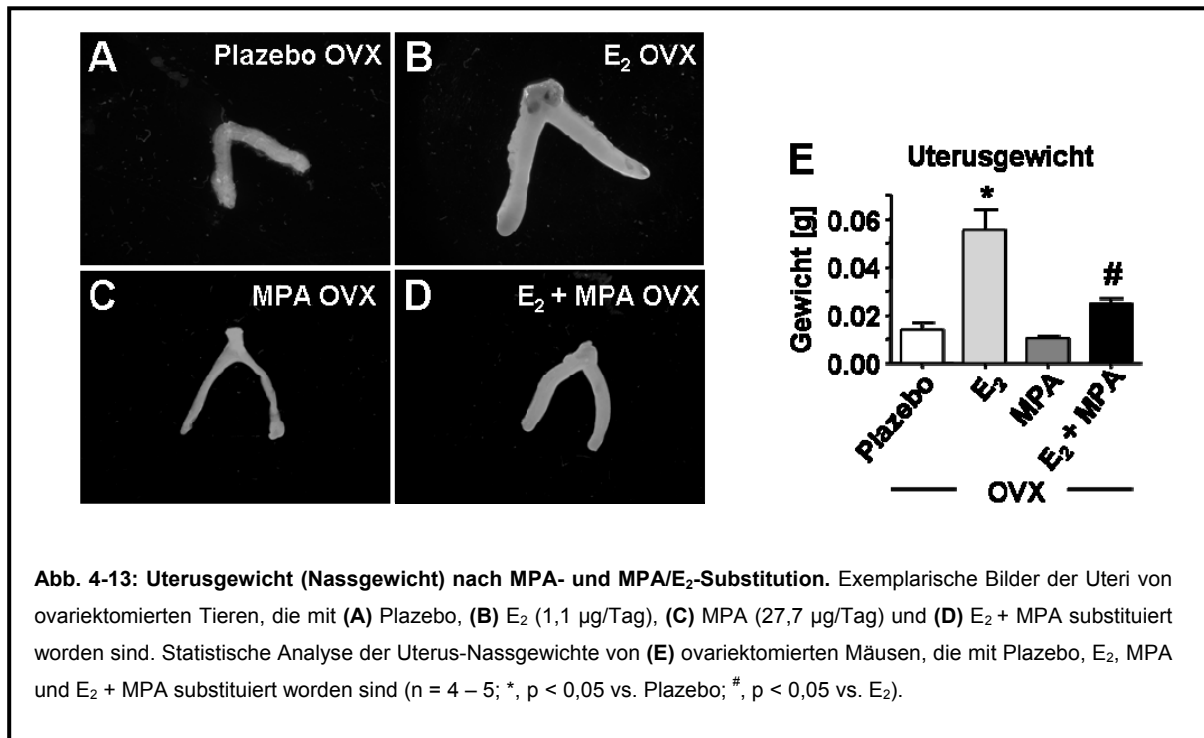 A Plazebo OVX
B E₂ OVX
C MPA OVX
D E₂ + MPA OVX
E Uterusgewicht
Gewicht [g]
0.06
0.04
0.02
0.00
*
#
Plazebo
E₂
MPA
E₂ + MPA
OVX
Abb. 4-13: Uterusgewicht (Nassgewicht) nach MPA- und MPA/E₂-Substitution. Exemplarische Bilder der Uteri von
ovariektomierten Tieren, die mit (A) Plazebo, (B) E₂ (1,1 µg/Tag), (C) MPA (27,7 µg/Tag) und (D) E₂ + MPA substituiert
worden sind. Statistische Analyse der Uterus-Nassgewichte von (E) ovariektomierten Mäusen, die mit Plazebo, E₂, MPA
und E₂ + MPA substituiert worden sind (n = 4 – 5; *, p < 0,05 vs. Plazebo; #, p < 0,05 vs. E₂).